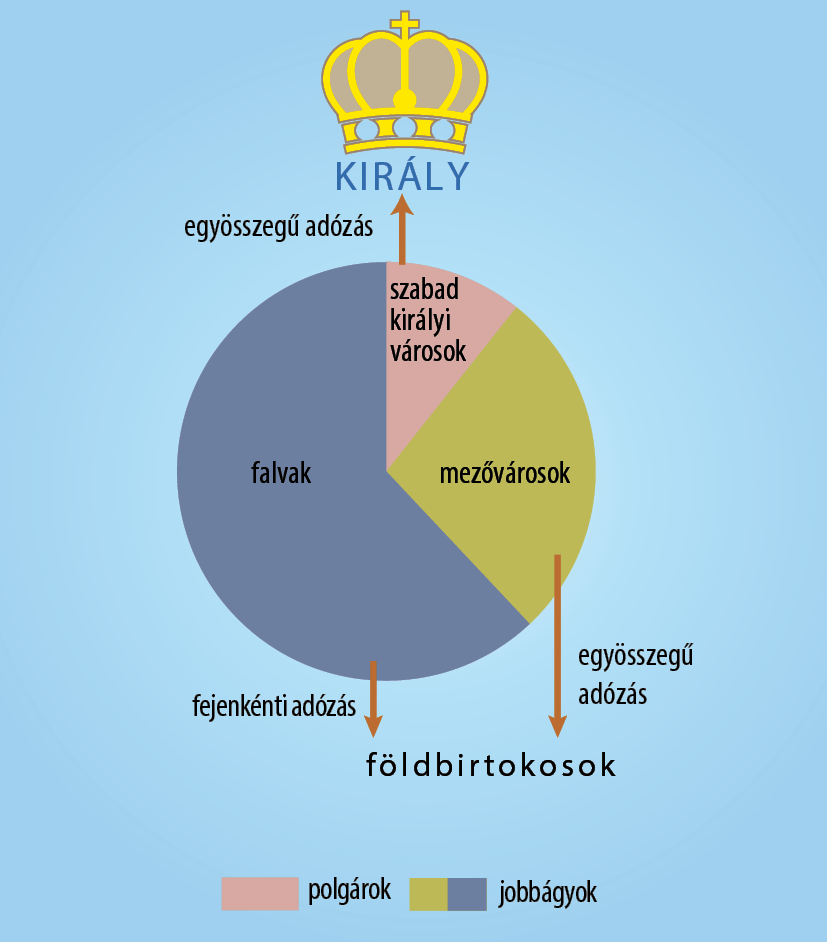 KIRÁLY
egyösszegű adózás
szabad
királyi
városok
falvak
mezővárosok
egyösszegű
adózás
fejenkénti adózás
földbirtokosok
polgárok
jobbágyok